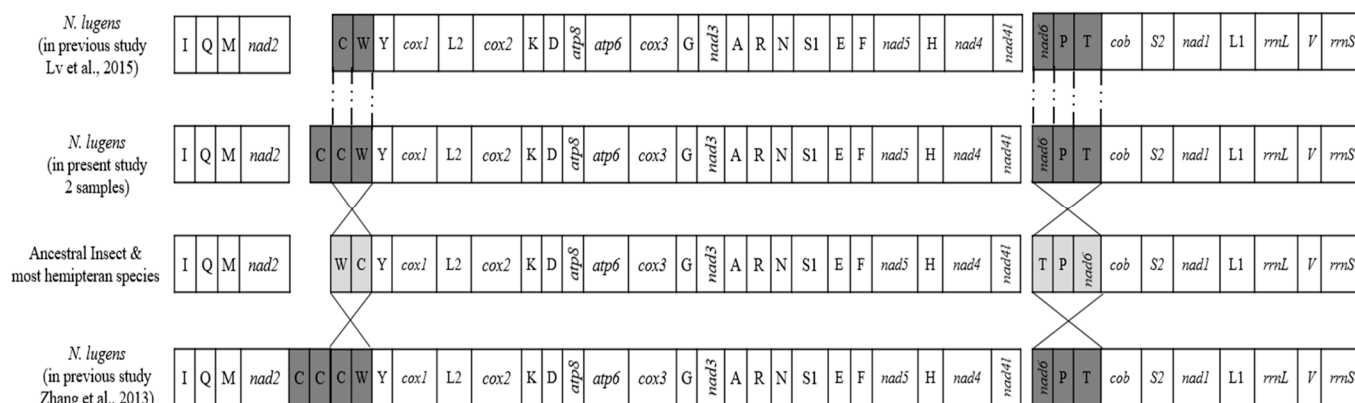 N. lugens
(in previous study
Lv et al., 2015)
I Q M nad2 C W Y cox1 L2 cox2 K D atp8 atp6 cox3 G nad3 A R N S1 E F nad5 H nad4 nad4l nad6 P T cob S2 nad1 L1 rrnL V rrnS
N. lugens
(in present study
2 samples)
I Q M nad2 C C W Y cox1 L2 cox2 K D atp8 atp6 cox3 G nad3 A R N S1 E F nad5 H nad4 nad4l nad6 P T cob S2 nad1 L1 rrnL V rrnS
Ancestral Insect &
most hemipteran species
I Q M nad2 W C Y cox1 L2 cox2 K D atp8 atp6 cox3 G nad3 A R N S1 E F nad5 H nad4 nad4l T P nad6 cob S2 nad1 L1 rrnL V rrnS
N. lugens
(in previous study
Zhang et al., 2013)
I Q M nad2 C C C W Y cox1 L2 cox2 K D atp8 atp6 cox3 G nad3 A R N S1 E F nad5 H nad4 nad4l nad6 P T cob S2 nad1 L1 rrnL V rrnS